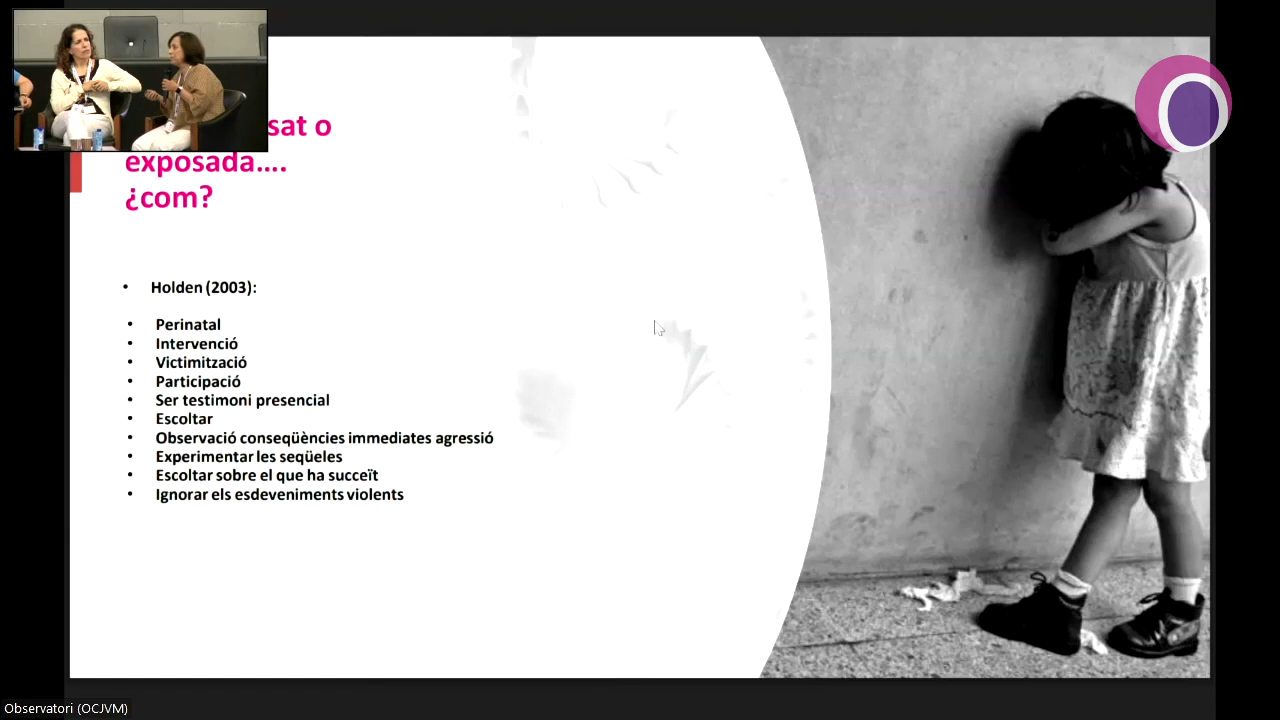 sat o
exposada....
¿com?
• Holden (2003):
• Perinatal
• Intervenció
• Victimització
• Participació
• Ser testimoni presencial
• Escoltar
• Observació conseqüències immediates agressió
• Experimentar les seqüeles
• Escoltar sobre el que ha succeït
• Ignorar els esdeveniments violents
Observatori (OCJVM)